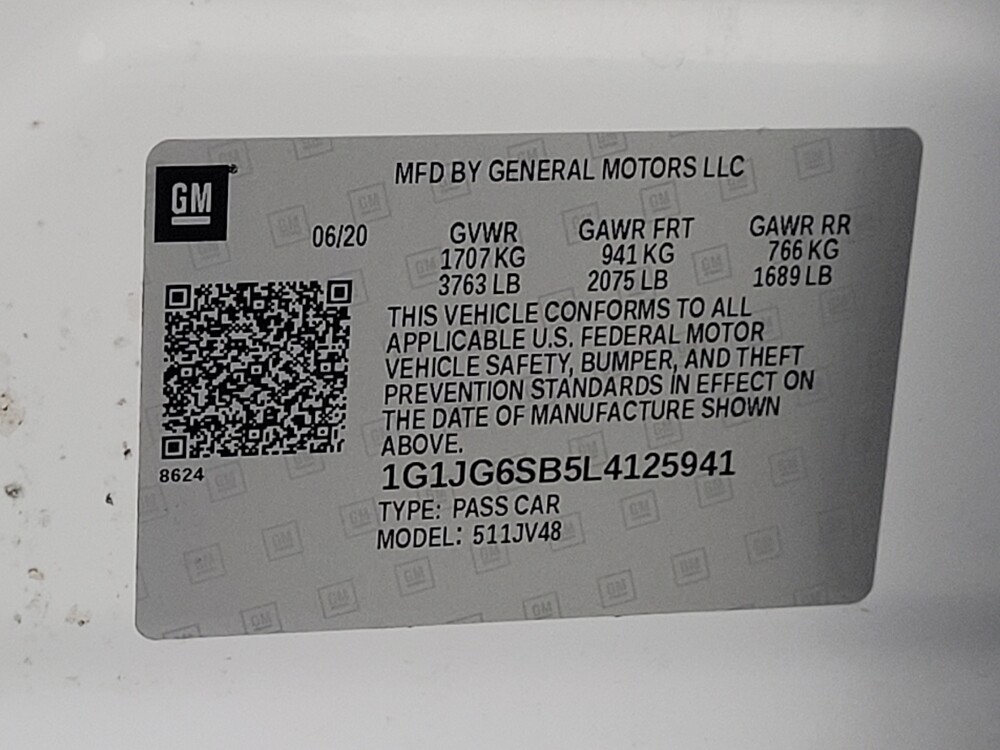 GM
MFD BY GENERAL MOTORS LLC
06/20 GVWR GAWR FRT GAWR RR
1707 KG 941 KG 766 KG
3763 LB 2075 LB 1689 LB
THIS VEHICLE CONFORMS TO ALL
APPLICABLE U.S. FEDERAL MOTOR
VEHICLE SAFETY, BUMPER, AND THEFT
PREVENTION STANDARDS IN EFFECT ON
THE DATE OF MANUFACTURE SHOWN
ABOVE.
8624
1G1JG6SB5L4125941
TYPE: PASS CAR
MODEL: 511JV48